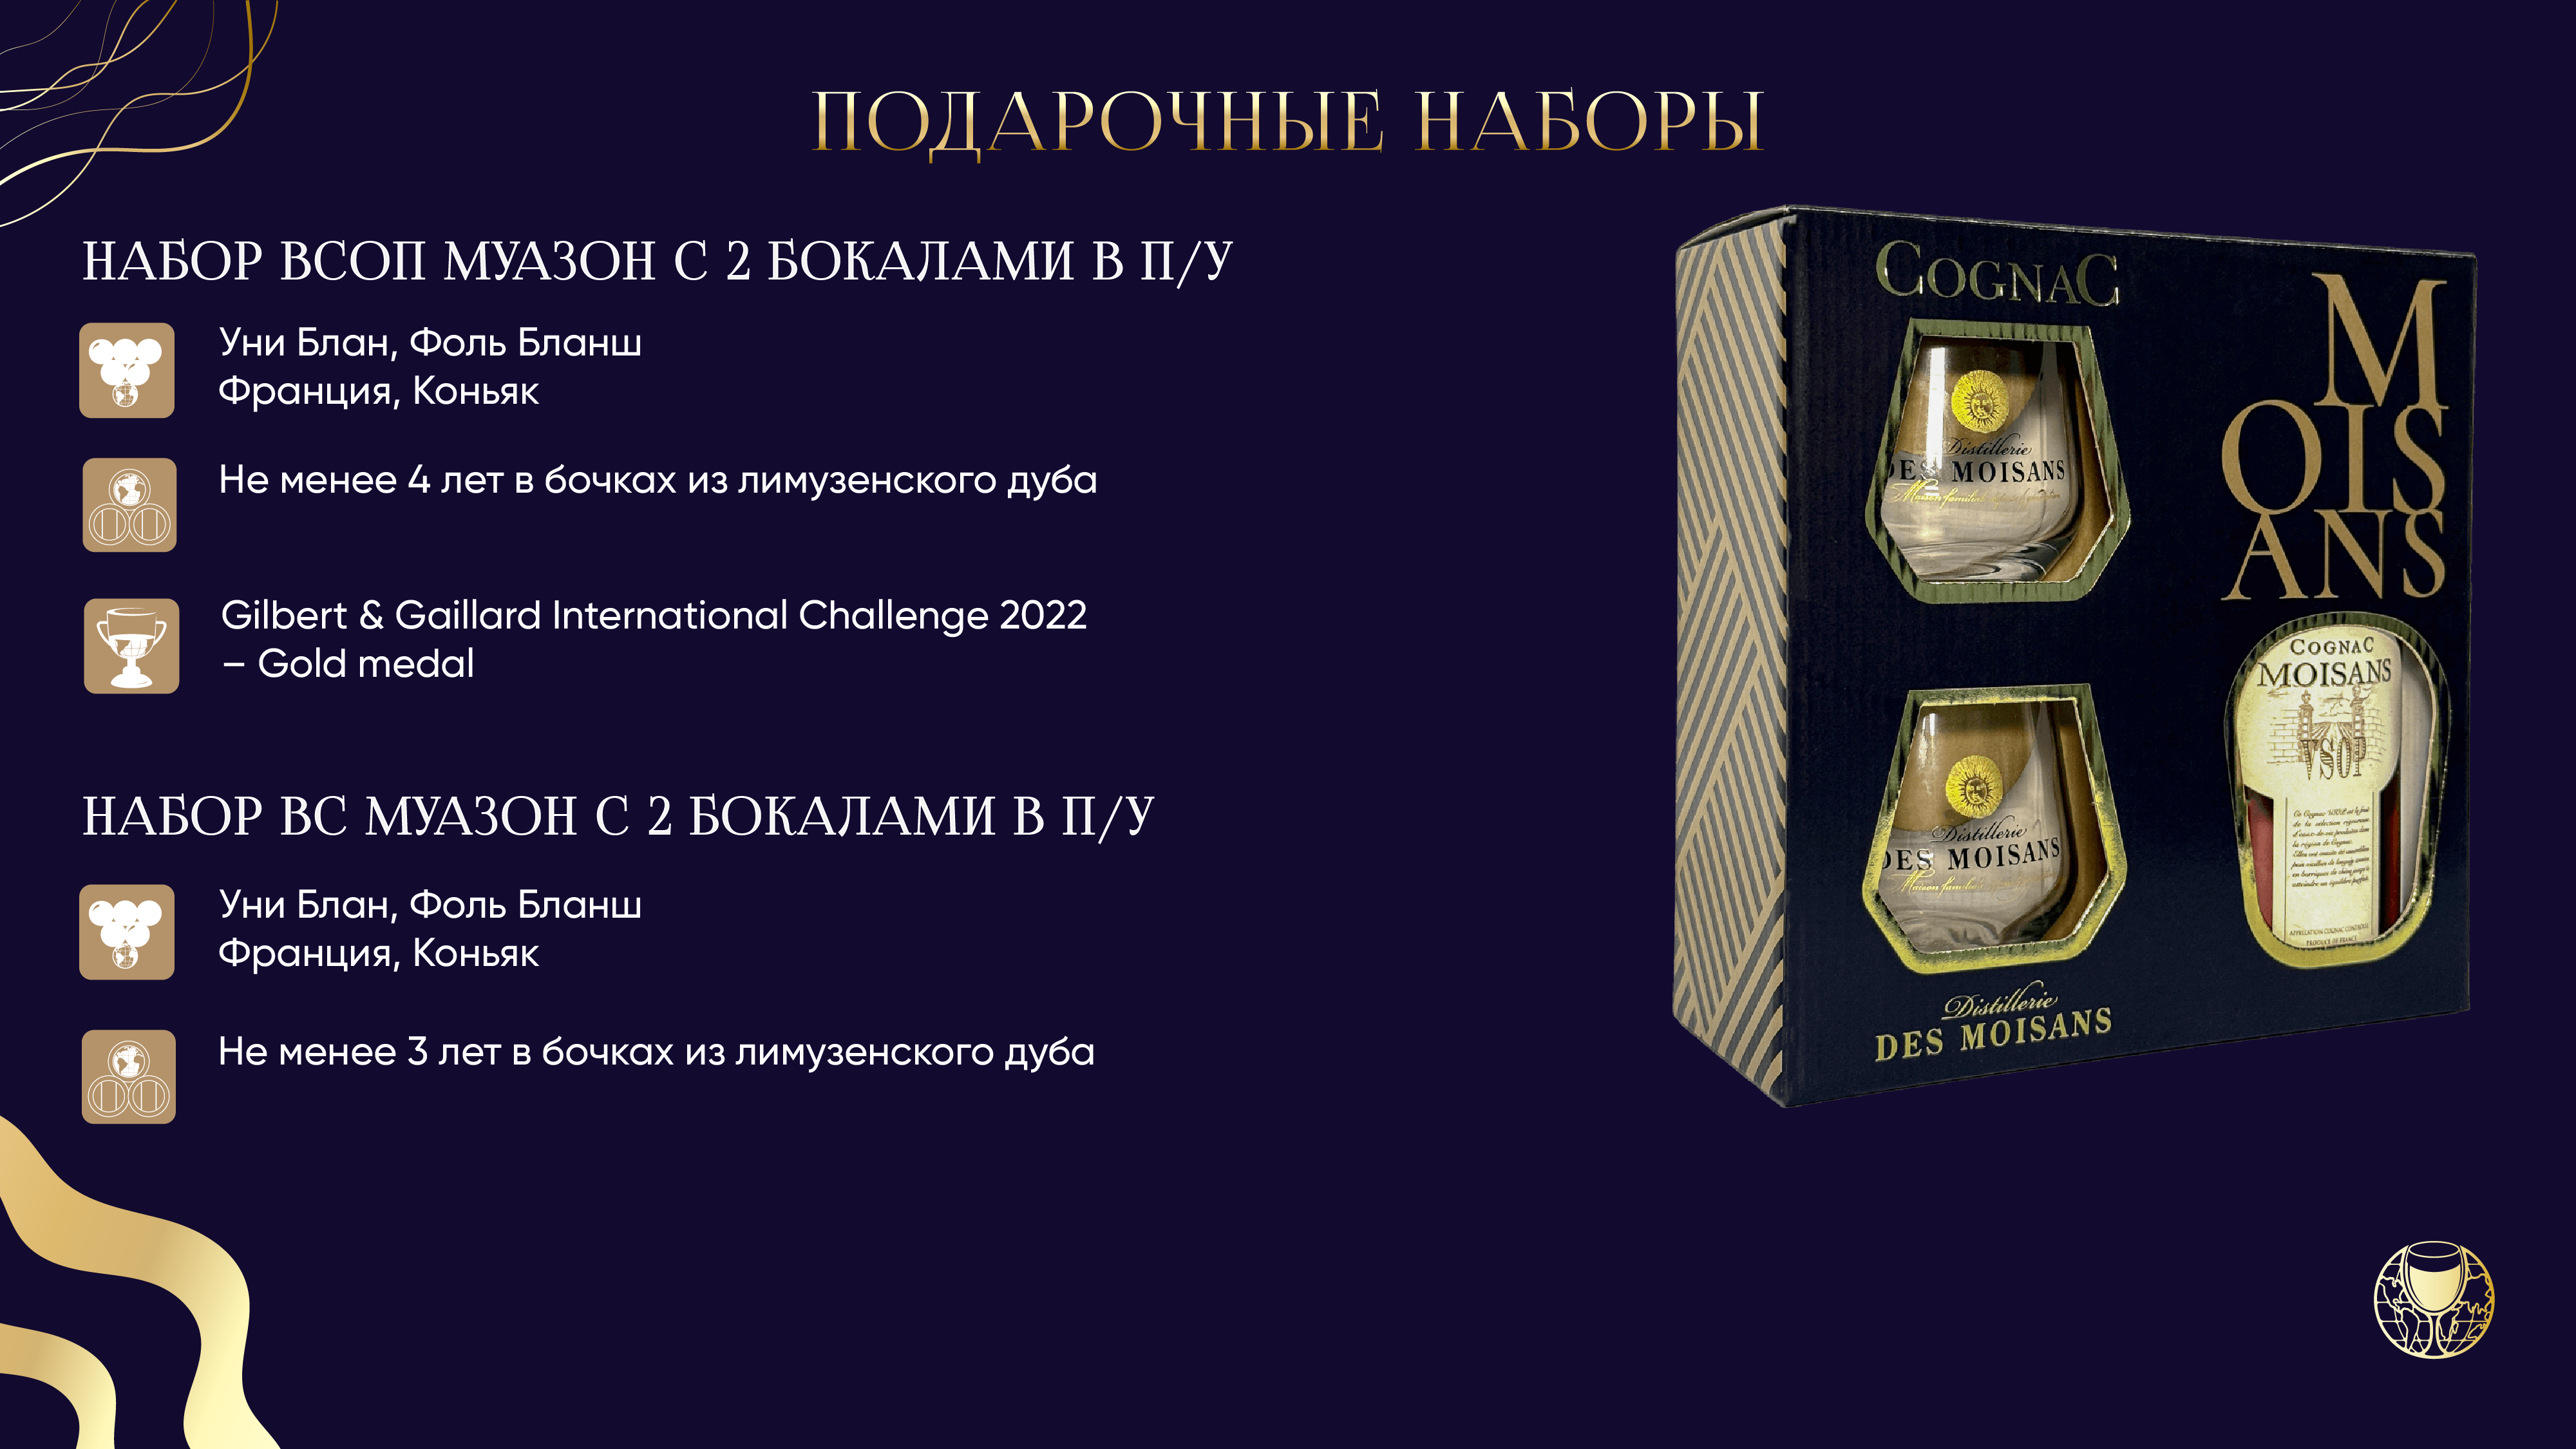 ПОДАРОЧНЫЕ НАБОРЫ
НАБОР ВСОП МУАЗОН С 2 БОКАЛАМИ В П/У
Уни Блан, Фоль Бланш
Франция, Коньяк
Не менее 4 лет в бочках из лимузенского дуба
Gilbert & Gaillard International Challenge 2022
– Gold medal
НАБОР ВС МУАЗОН С 2 БОКАЛАМИ В П/У
Уни Блан, Фоль Бланш
Франция, Коньяк
Не менее 3 лет в бочках из лимузенского дуба
COGNAC
M
OIS
ANS
Distillerie
DES MOISANS
COGNAC
MOISANS
VSOP
Distillerie
DES MOISANS
Distillerie
DES MOISANS